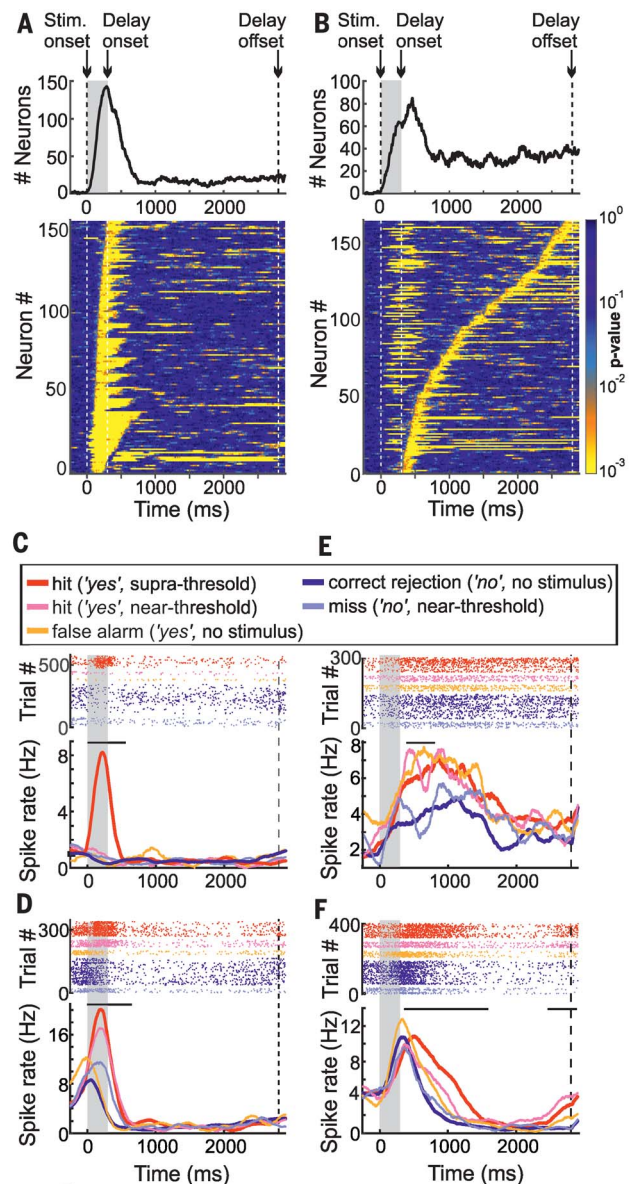 A
B
Stim. onset
Delay onset
Delay offset
Stim. onset
Delay onset
Delay offset
# Neurons
150
100
50
0
1000
2000
# Neurons
100
80
60
40
20
0
1000
2000
Neuron #
150
100
50
0
0
1000
2000
Time (ms)
Neuron #
150
100
50
0
0
1000
2000
Time (ms)
10^0
10^-1
10^-2
10^-3
p-value
C
E
hit ('yes', supra-thresold)
hit ('yes', near-threshold)
false alarm ('yes', no stimulus)
correct rejection ('no', no stimulus)
miss ('no', near-threshold)
Trial #
500
0
Spike rate (Hz)
8
4
0
0
1000
2000
Trial #
300
0
Spike rate (Hz)
8
6
4
2
0
1000
2000
D
F
Trial #
300
0
Spike rate (Hz)
16
8
0
0
1000
2000
Time (ms)
Trial #
400
0
Spike rate (Hz)
12
8
4
0
0
1000
2000
Time (ms)